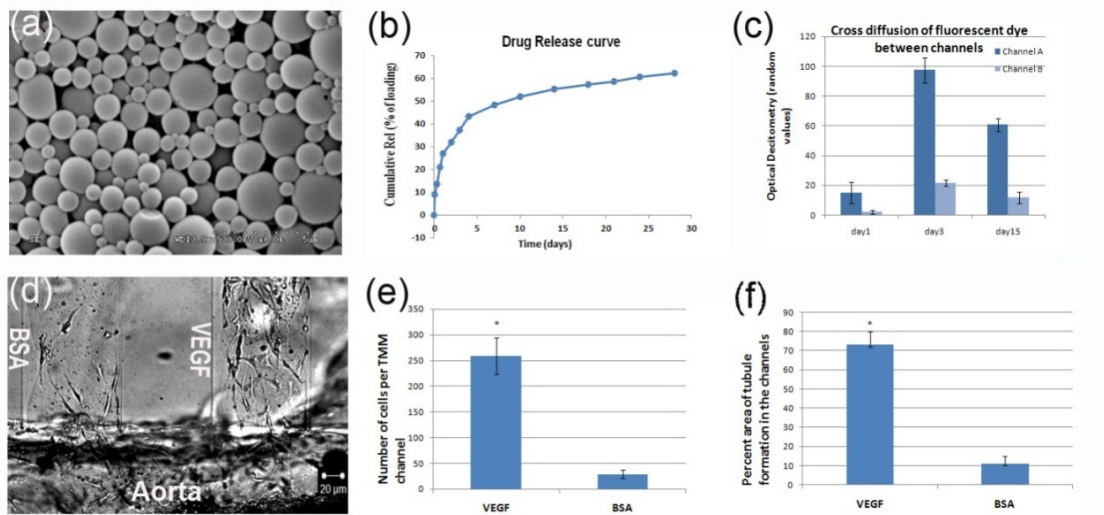 (a)
SE
5um
(b)
Drug Release curve
Cumulative Rel (% of loading)
70
60
50
40
30
20
10
0
-10
0
5
10
15
20
25
30
Time (days)
(c)
Cross diffusion of fluorescent dye
between channels
Channel A
Channel B
Optical Decitometry (random
values)
120
100
80
60
40
20
0
day1
day3
day15
(d)
BSA
VEGF
Aorta
20 µm
(e)
Number of cells per TMM
channel
350
300
250
200
150
100
50
0
*
VEGF
BSA
(f)
Percent area of tubule
formation in the channels
90
80
70
60
50
40
30
20
10
0
*
VEGF
BSA